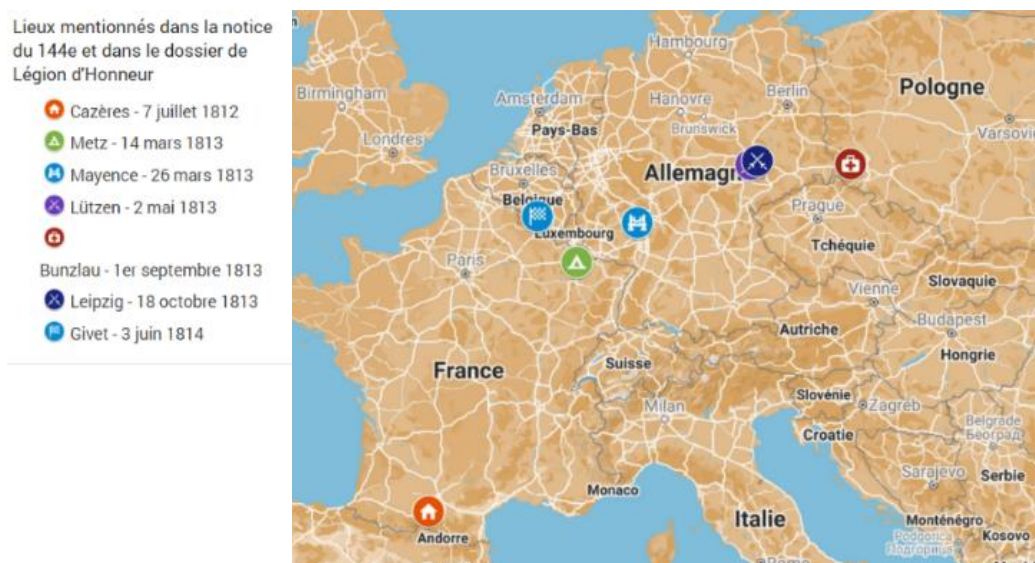 Lieux mentionnés dans la notice
du 144e et dans le dossier de
Légion d'Honneur
Cazères - 7 juillet 1812
Metz - 14 mars 1813
Mayence - 26 mars 1813
Lützen - 2 mai 1813
Bunzlau - 1er septembre 1813
Leipzig - 18 octobre 1813
Givet - 3 juin 1814
Hambourg
Birmingham
Amsterdam
Hanovre
Berlin
Pologne
Brunswick
Londres
Pays-Bas
Bruxelles
Allemag
Belgique
Prague
Luxembourg
Tchéquie
Paris
Slovaquie
Vienne
Budapest
Autriche
France
Suisse
Hongrie
Slovénie
Zagreb
Milan
Croatie
Belgrade
Београд
Sarajevo
Serbie
Monaco
Italie
Monténégro
Andorre
Podgorica
Kosovo
Подгорица